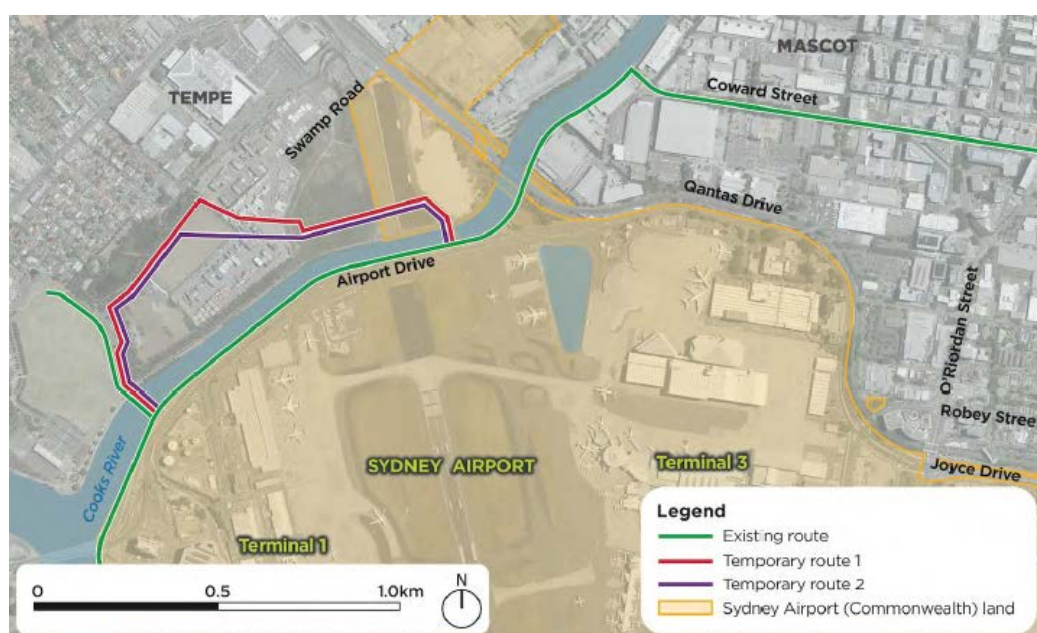 MASCOT
Coward Street
TEMPE
Swamp Road
Qantas Drive
Airport Drive
O'Riordan Street
Robey Street
Cooks River
SYDNEY AIRPORT
Terminal 3
Joyce Drive
Terminal 1
Legend
Existing route
Temporary route 1
Temporary route 2
Sydney Airport (Commonwealth) land
0 0.5 1.0km
N